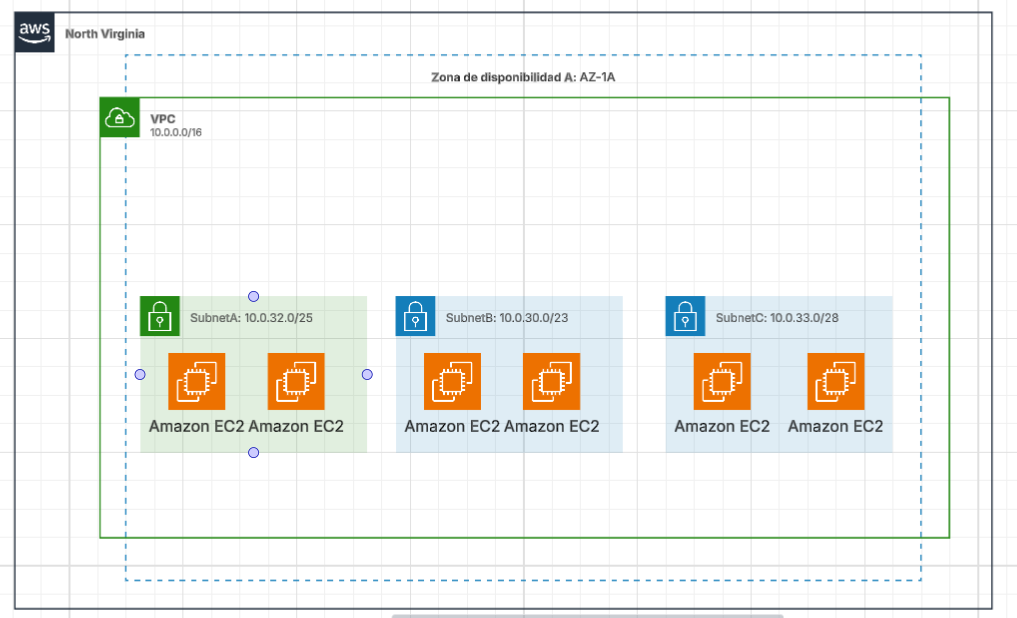 aws
North Virginia
Zona de disponibilidad A: AZ-1A
VPC
10.0.0.0/16
SubnetA: 10.0.32.0/25
Amazon EC2 Amazon EC2
SubnetB: 10.0.30.0/23
Amazon EC2 Amazon EC2
SubnetC: 10.0.33.0/28
Amazon EC2 Amazon EC2